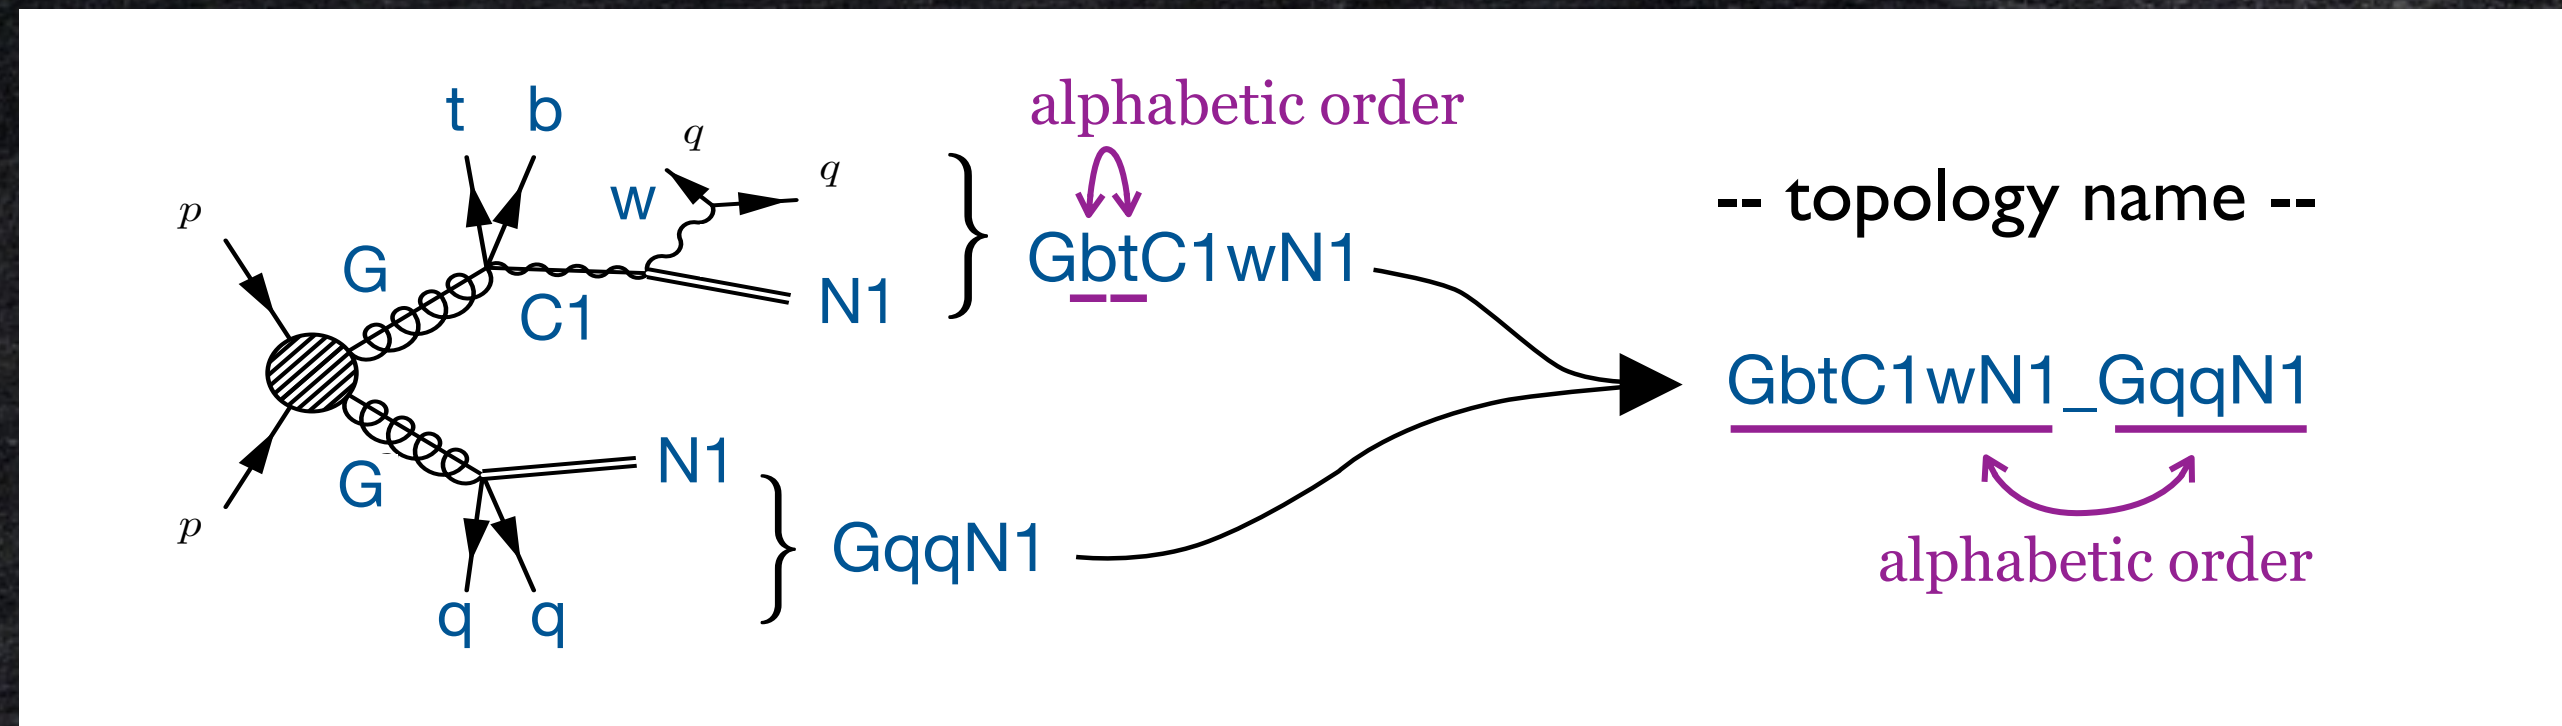 t b
q
q
w
p
G
C1
N1
alphabetic order
GbtC1wN1
-- topology name --
GbtC1wN1_GqqN1
alphabetic order
N1
G
p
GqqN1
q q